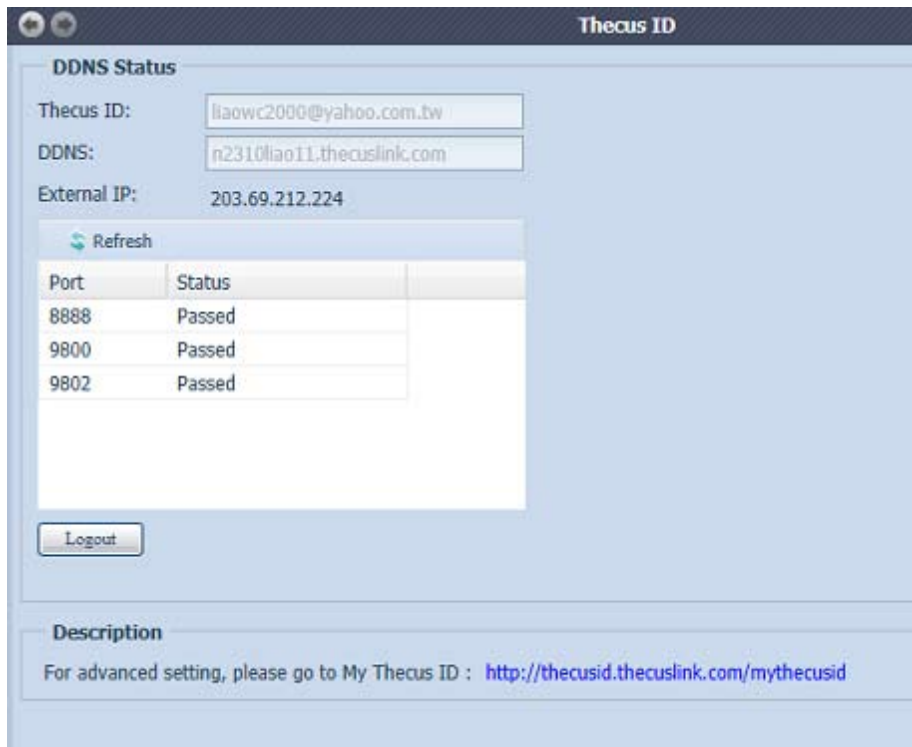 Thecus ID
DDNS Status
Thecus ID: liaowc2000@yahoo.com.tw
DDNS: n2310liao11.thecuslink.com
External IP: 203.69.212.224
Refresh
Port Status
8888 Passed
9800 Passed
9802 Passed
Logout
Description
For advanced setting, please go to My Thecus ID : http://thecusid.thecuslink.com/mythecusid